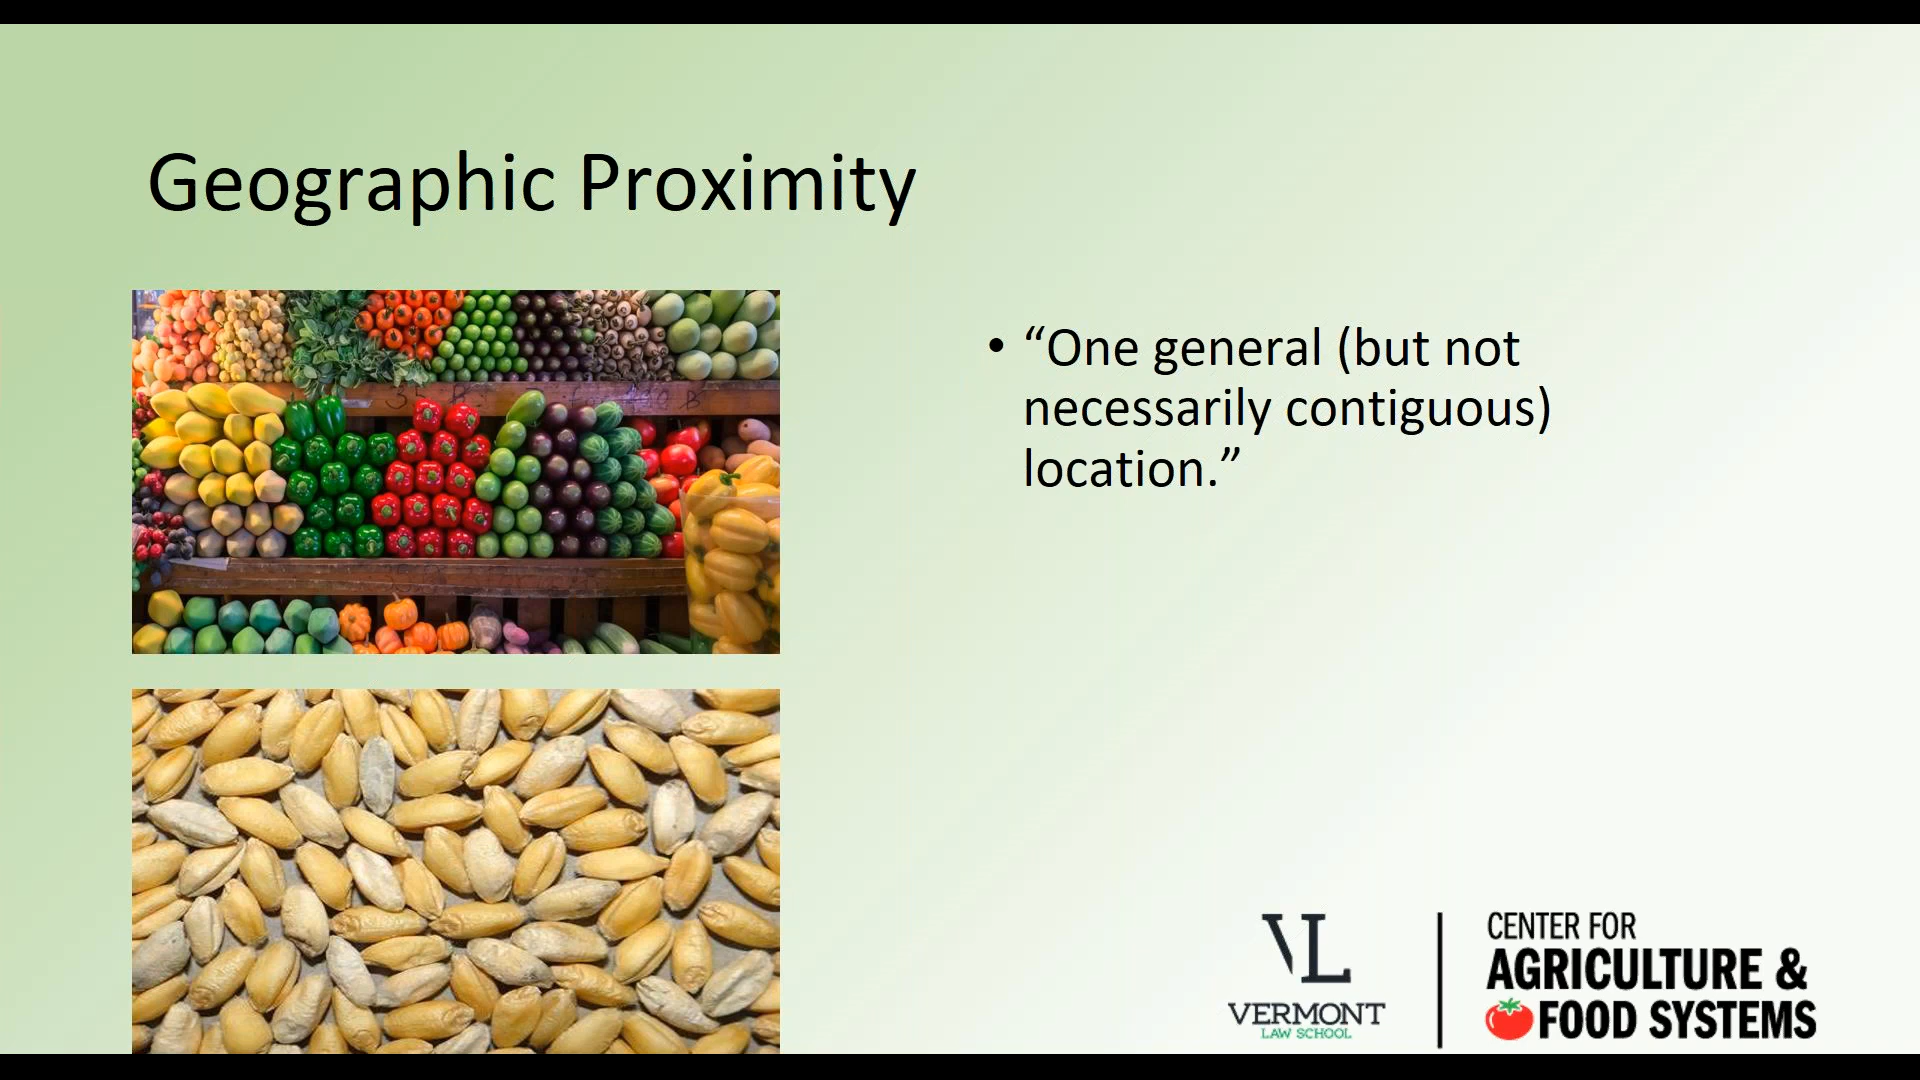 Geographic Proximity
• “One general (but not
necessarily contiguous)
location.”
VL
VERMONT
LAW SCHOOL
CENTER FOR
AGRICULTURE &
FOOD SYSTEMS